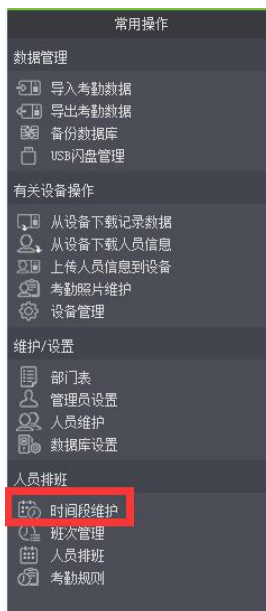 常用操作
数据管理
导入考勤数据
导出考勤数据
备份数据库
USB闪盘管理
有关设备操作
从设备下载记录数据
从设备下载人员信息
上传人员信息到设备
考勤照片维护
设备管理
维护/设置
部门表
管理员设置
人员维护
数据库设置
人员排班
时间段维护
班次管理
人员排班
考勤规则